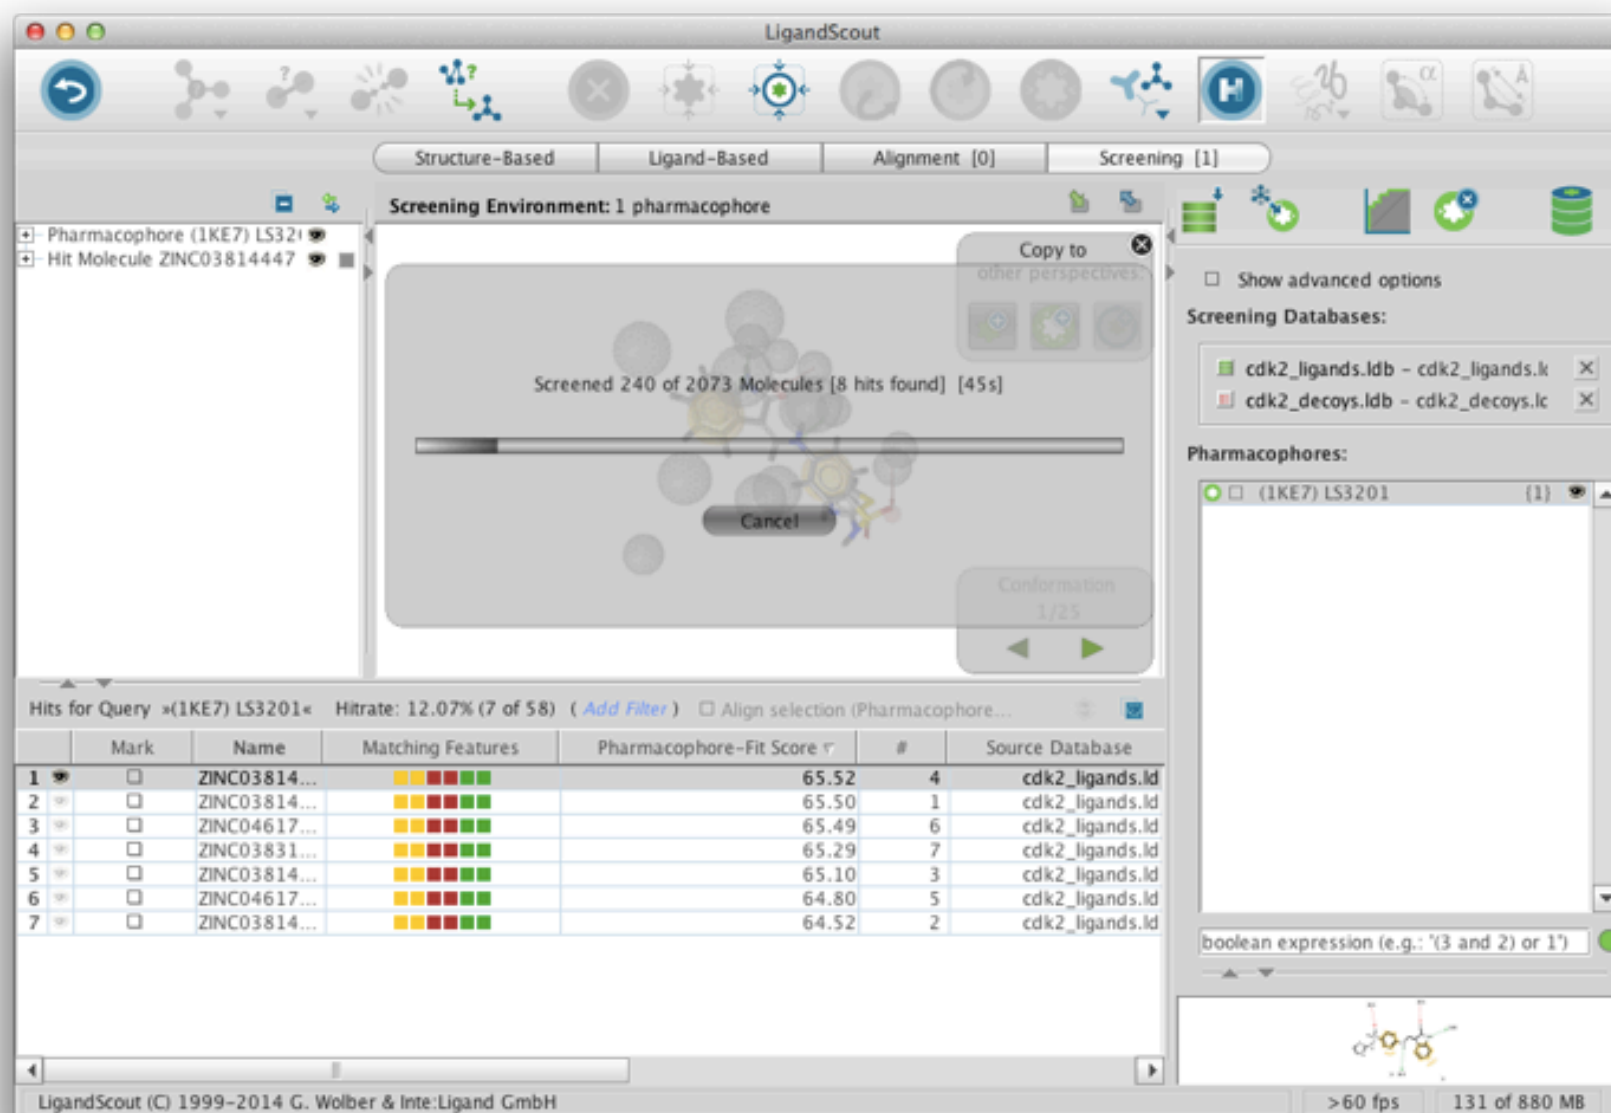 LigandScout
Structure-Based
Ligand-Based
Alignment [0]
Screening [1]
Screening Environment: 1 pharmacophore
Pharmacophore (1KE7) LS32
Hit Molecule ZINC03814447
Copy to
other perspectives:
Screened 240 of 2073 Molecules [8 hits found] [45s]
Cancel
Conformation
1/25
Show advanced options
Screening Databases:
cdk2_ligands.ldb - cdk2_ligands.lc
cdk2_decoys.ldb - cdk2_decoys.lc
Pharmacophores:
(1KE7) LS3201 {1}
boolean expression (e.g.: "(3 and 2) or 1")
Hits for Query »(1KE7) LS3201« Hitrate: 12.07% (7 of 58) ( Add Filter ) Align selection (Pharmacophore...
Mark Name Matching Features Pharmacophore-Fit Score # Source Database
1 ZINC03814... 65.52 4 cdk2_ligands.ld
2 ZINC03814... 65.50 1 cdk2_ligands.ld
3 ZINC04617... 65.49 6 cdk2_ligands.ld
4 ZINC03831... 65.29 7 cdk2_ligands.ld
5 ZINC03814... 65.10 3 cdk2_ligands.ld
6 ZINC04617... 64.80 5 cdk2_ligands.ld
7 ZINC03814... 64.52 2 cdk2_ligands.ld
LigandScout (C) 1999-2014 G. Wolber & Inte:Ligand GmbH
>60 fps
131 of 880 MB